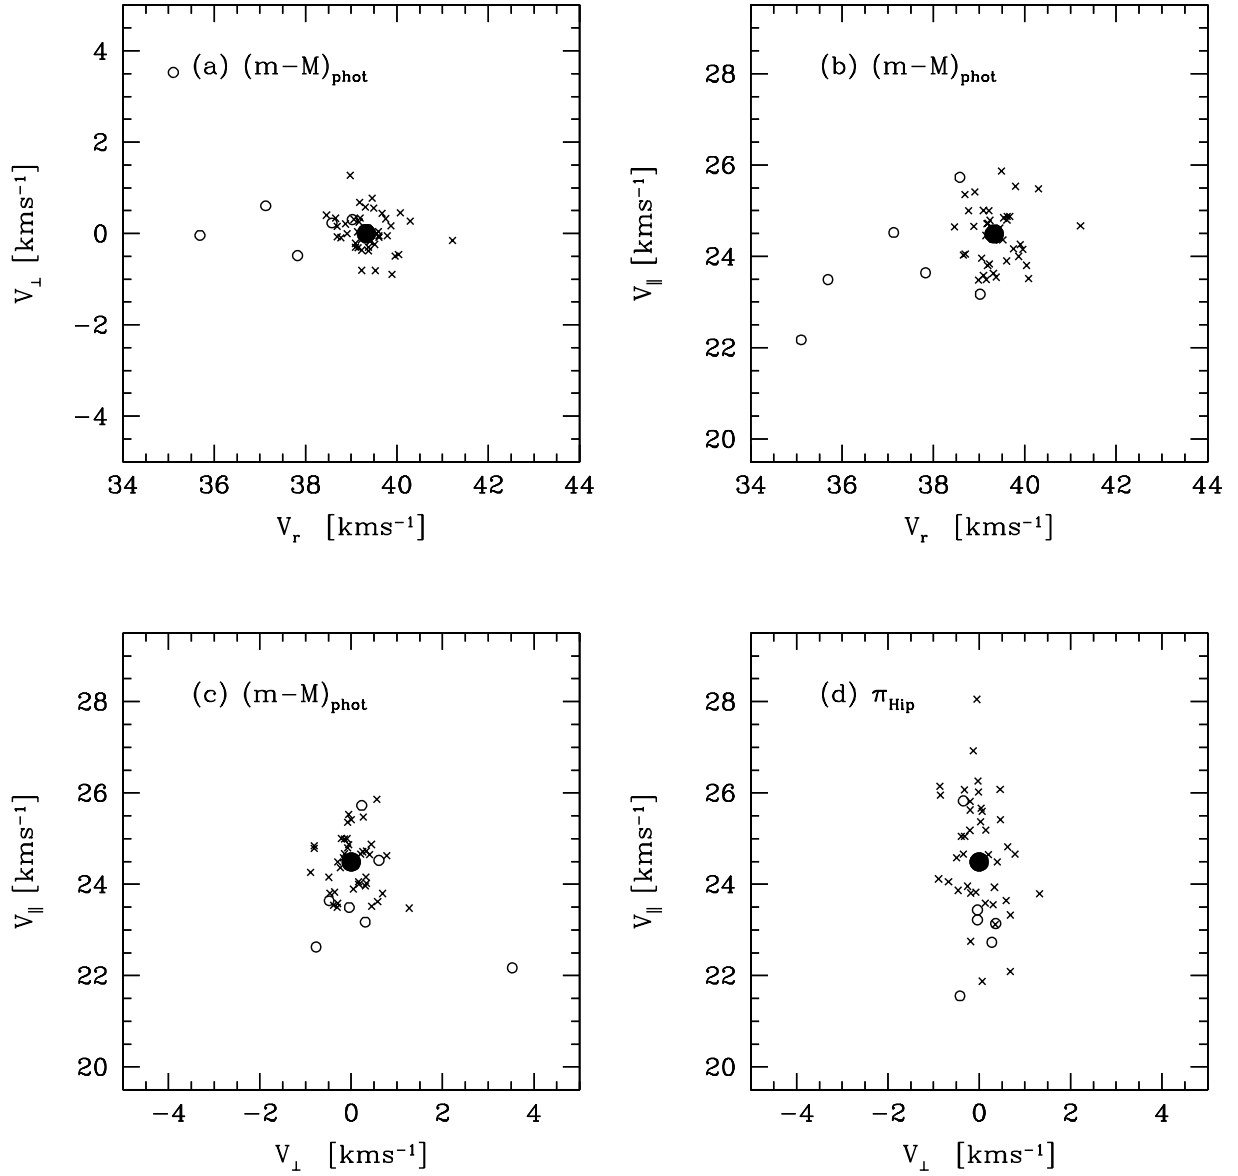 (a) (m−M)phot
4
2
0
−2
−4
V⊥ [kms⁻¹]
34 36 38 40 42 44
Vr [kms⁻¹]
(b) (m−M)phot
28
26
24
22
20
V∥ [kms⁻¹]
34 36 38 40 42 44
Vr [kms⁻¹]
(c) (m−M)phot
28
26
24
22
20
V∥ [kms⁻¹]
−4 −2 0 2 4
V⊥ [kms⁻¹]
(d) πHip
28
26
24
22
20
V∥ [kms⁻¹]
−4 −2 0 2 4
V⊥ [kms⁻¹]